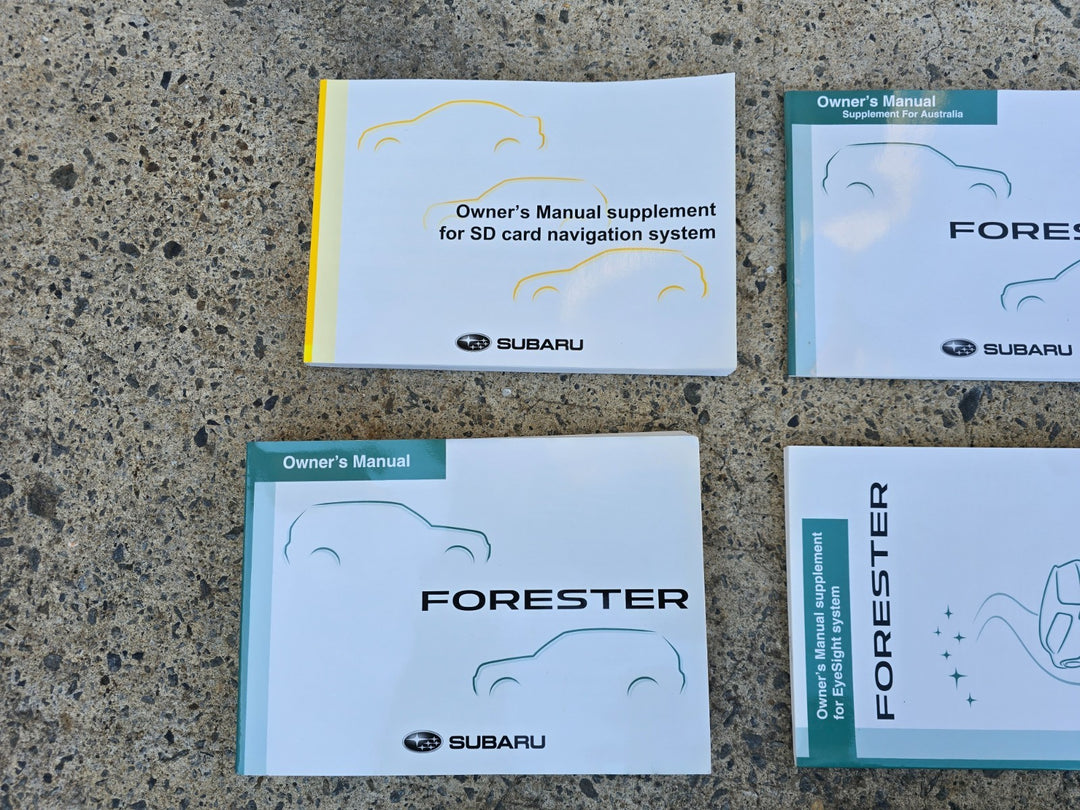 Owner's Manual supplement
for SD card navigation system
SUBARU
Owner's Manual
Supplement For Australia
FORES
SUBARU
Owner's Manual
FORESTER
SUBARU
Owner's Manual supplement
for EyeSight system
FORESTER